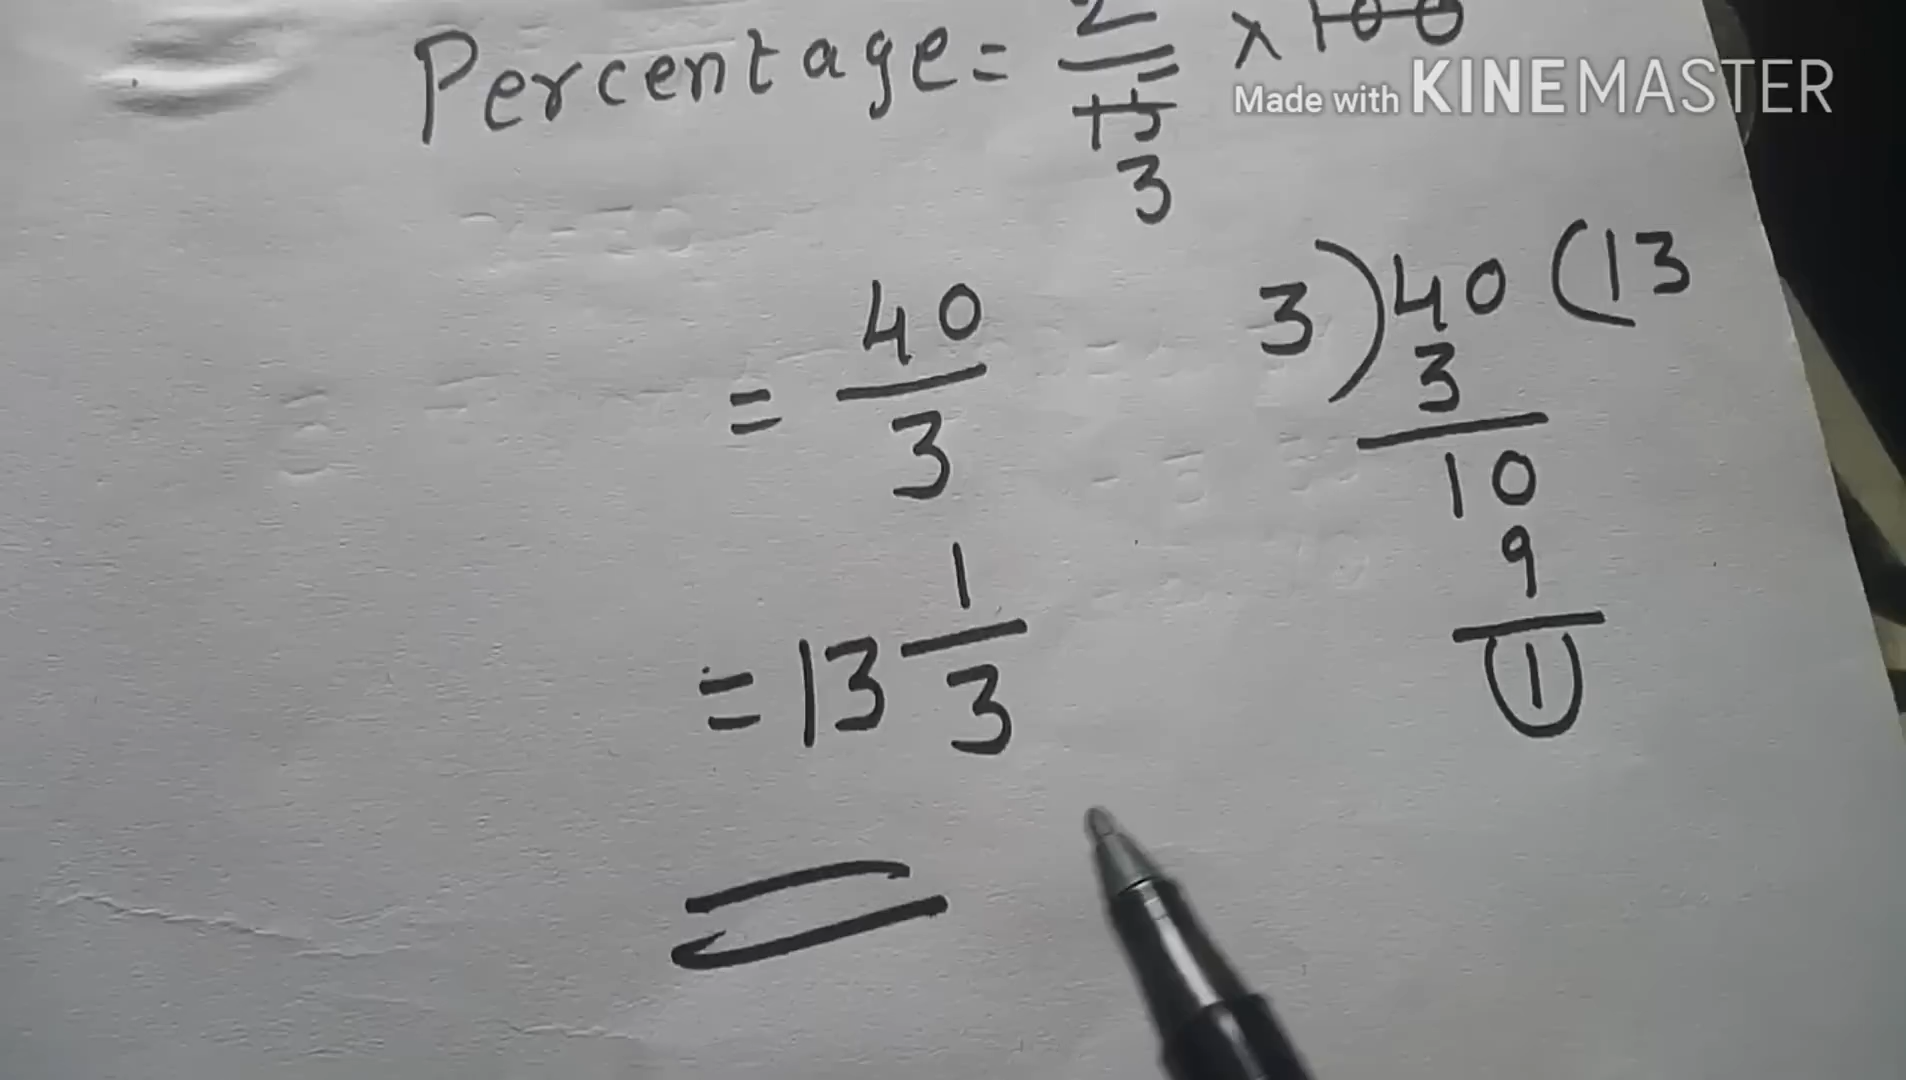 Percentage = 2/15 × 100
3
Made with KINEMASTER
= 40/3
3) 40 (13
3
10
9
1
= 13 1/3